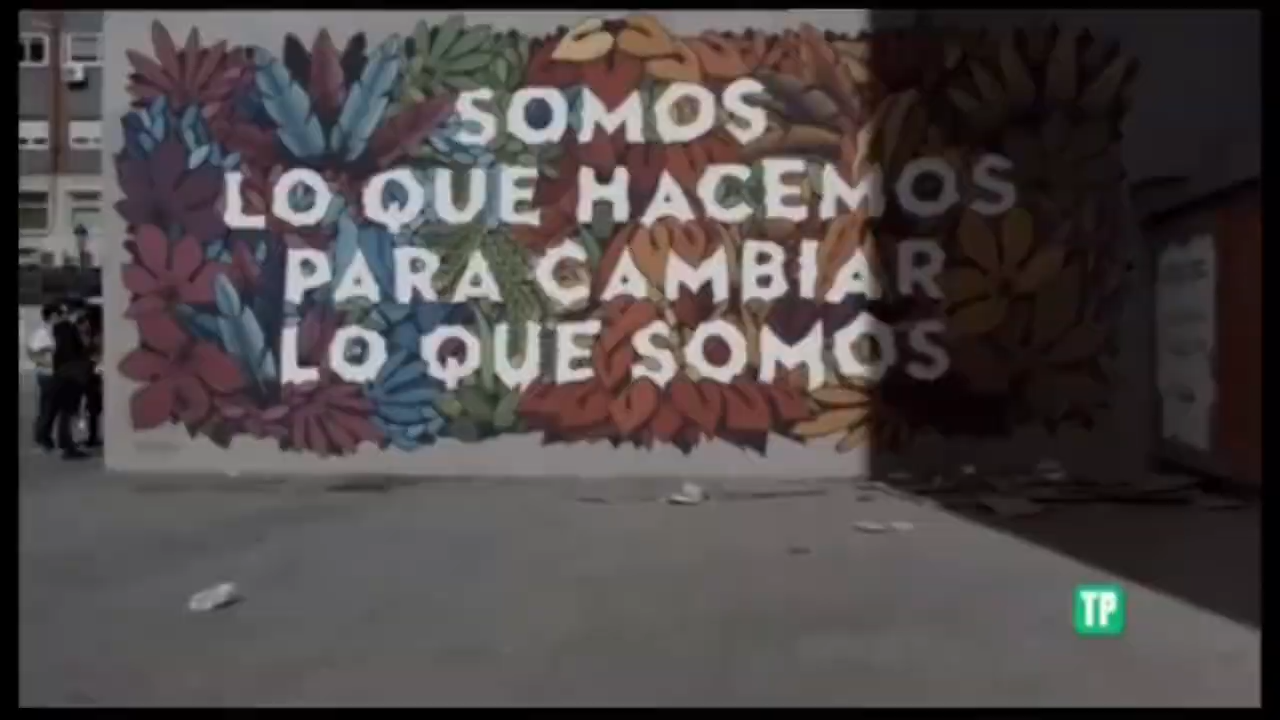 SOMOS
LO QUE HACEMOS
PARA CAMBIAR
LO QUE SOMOS
TP